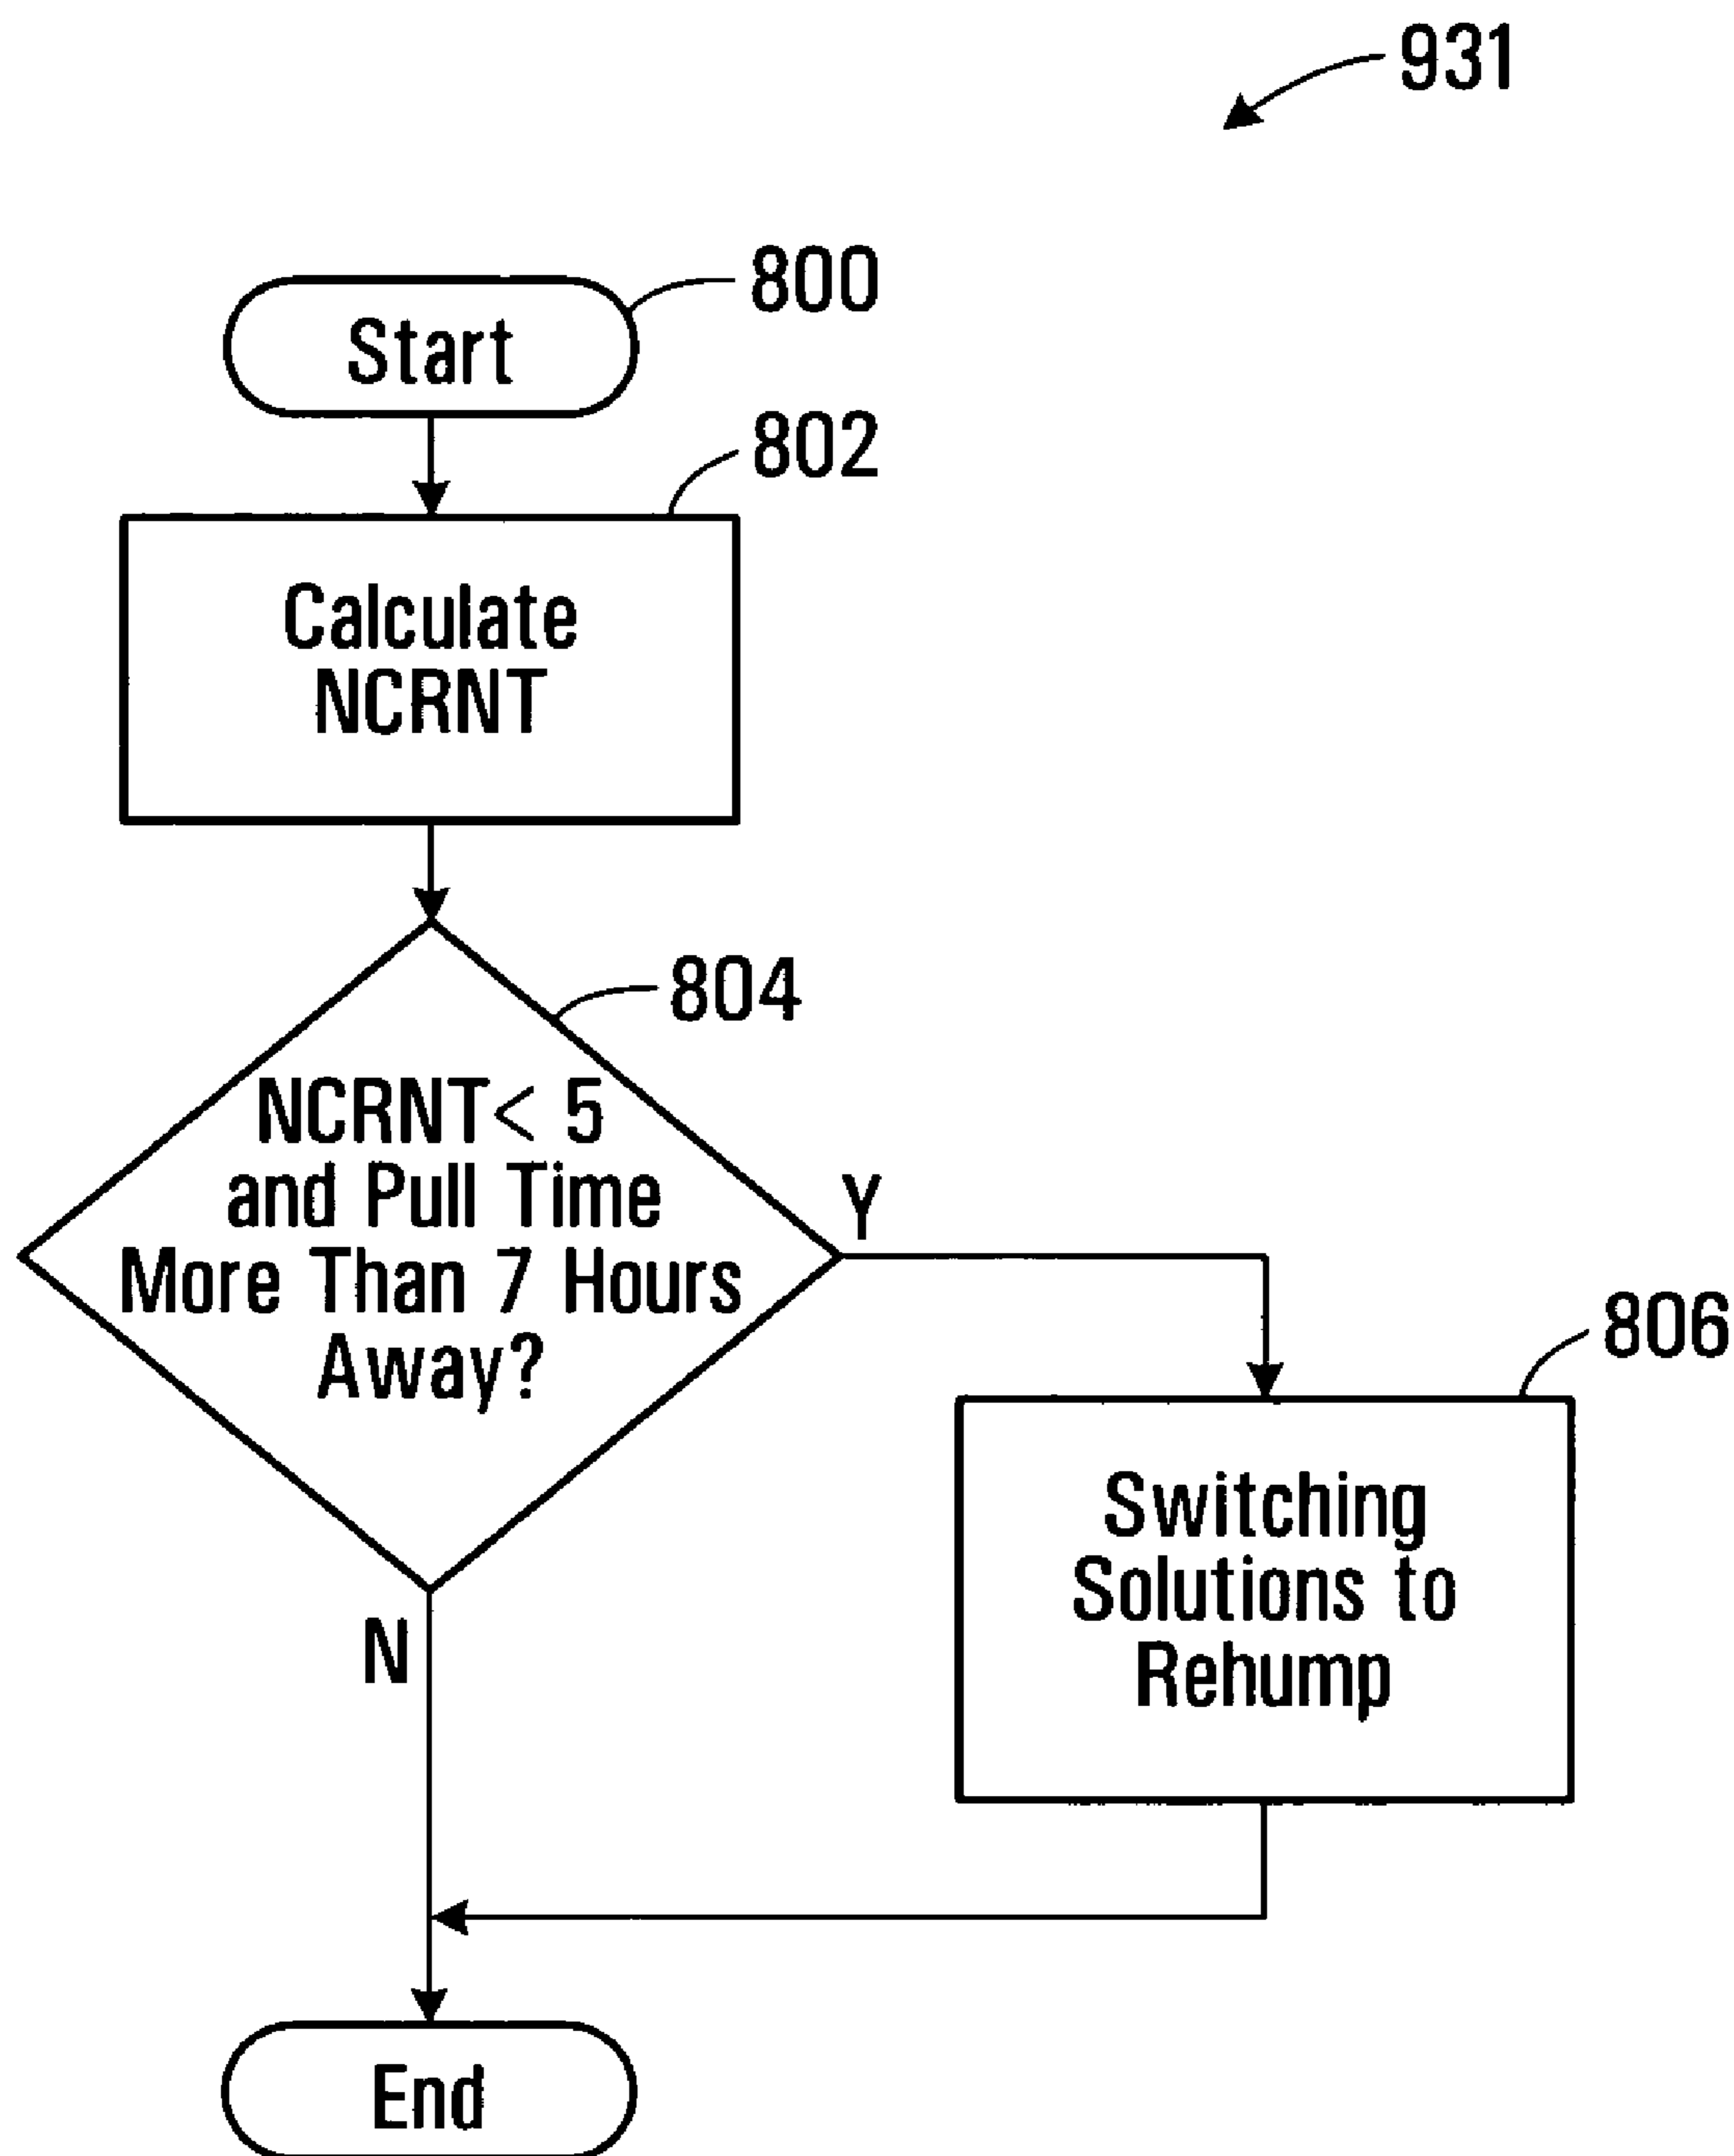 931
800
Start
802
Calculate
NCRNT
804
NCRNT< 5
and Pull Time
More Than 7 Hours
Away?
Y
806
Switching
Solutions to
Rehump
N
End